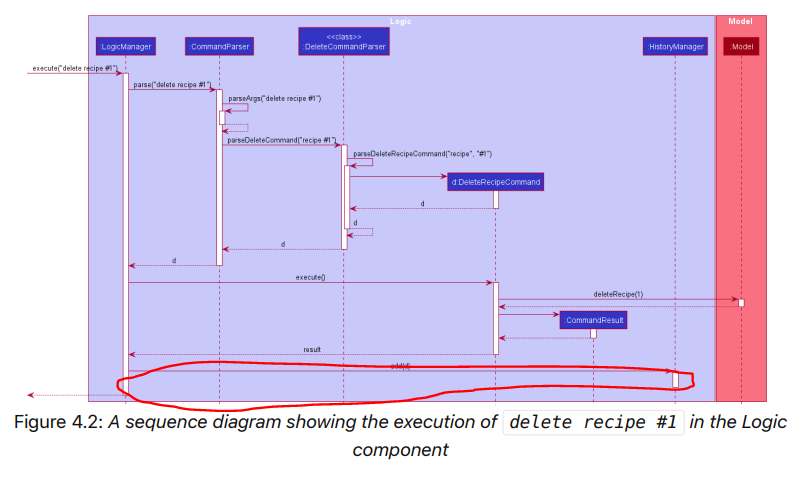 Logic
Model
<<class>>
:LogicManager
:CommandParser
:DeleteCommandParser
:HistoryManager
:Model
execute("delete recipe #1")
parse("delete recipe #1")
parseArgs("delete recipe #1")
parseDeleteCommand("recipe #1")
parseDeleteRecipeCommand("recipe", "#1")
d:DeleteRecipeCommand
d
d
d
d
execute()
deleteRecipe(1)
:CommandResult
result
add(d)
Figure 4.2: A sequence diagram showing the execution of delete recipe #1 in the Logic
component